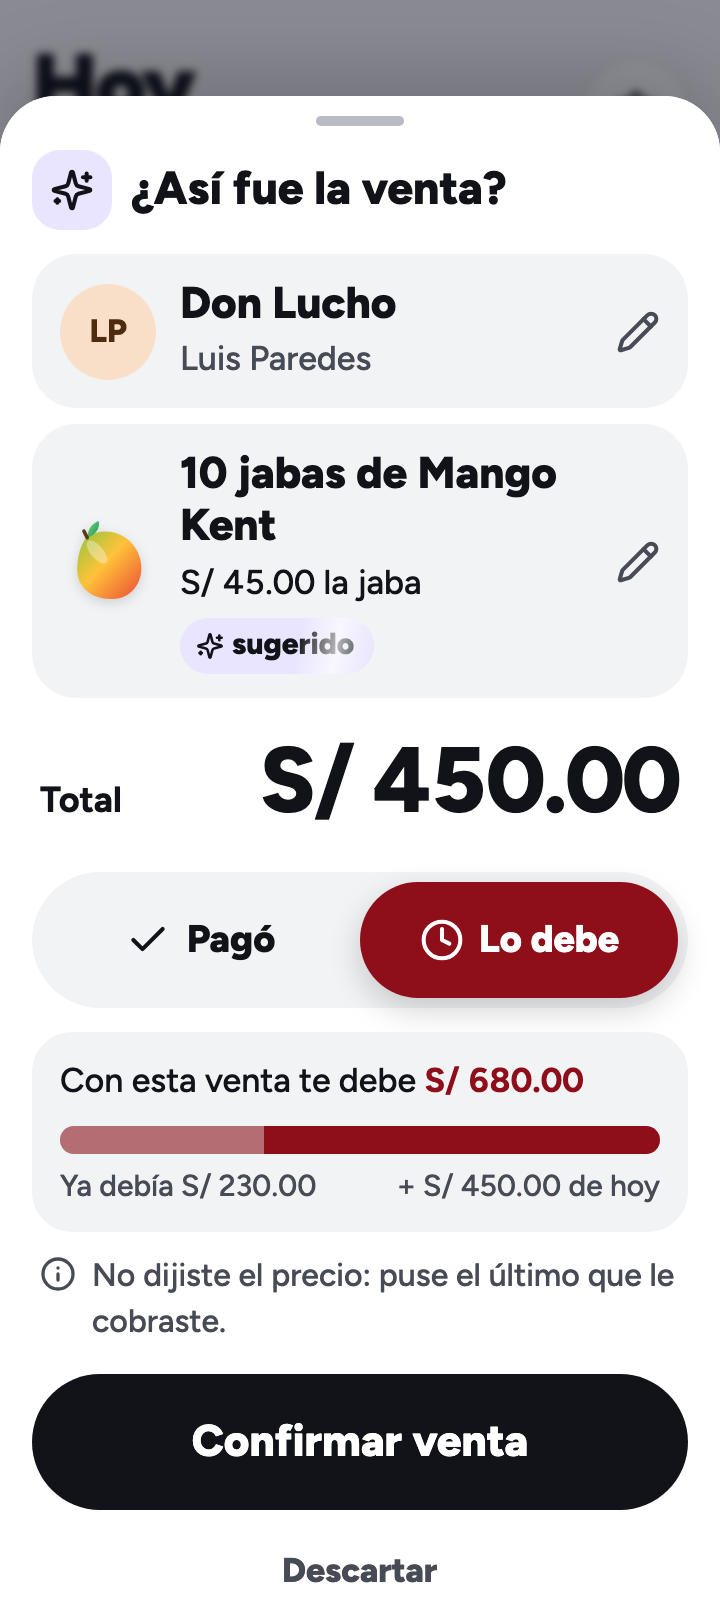 Hoy
¿Así fue la venta?
LP
Don Lucho
Luis Paredes
10 jabas de Mango
Kent
S/ 45.00 la jaba
sugerido
Total
S/ 450.00
Pagó
Lo debe
Con esta venta te debe S/ 680.00
Ya debía S/ 230.00
+ S/ 450.00 de hoy
No dijiste el precio: puse el último que le
cobraste.
Confirmar venta
Descartar